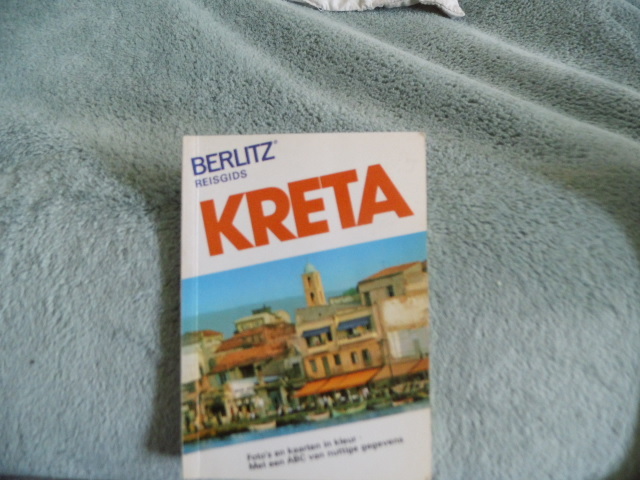 BERLITZ®
REISGIDS
KRETA
Foto's en kaarten in kleur
Met een ABC van nuttige gegevens